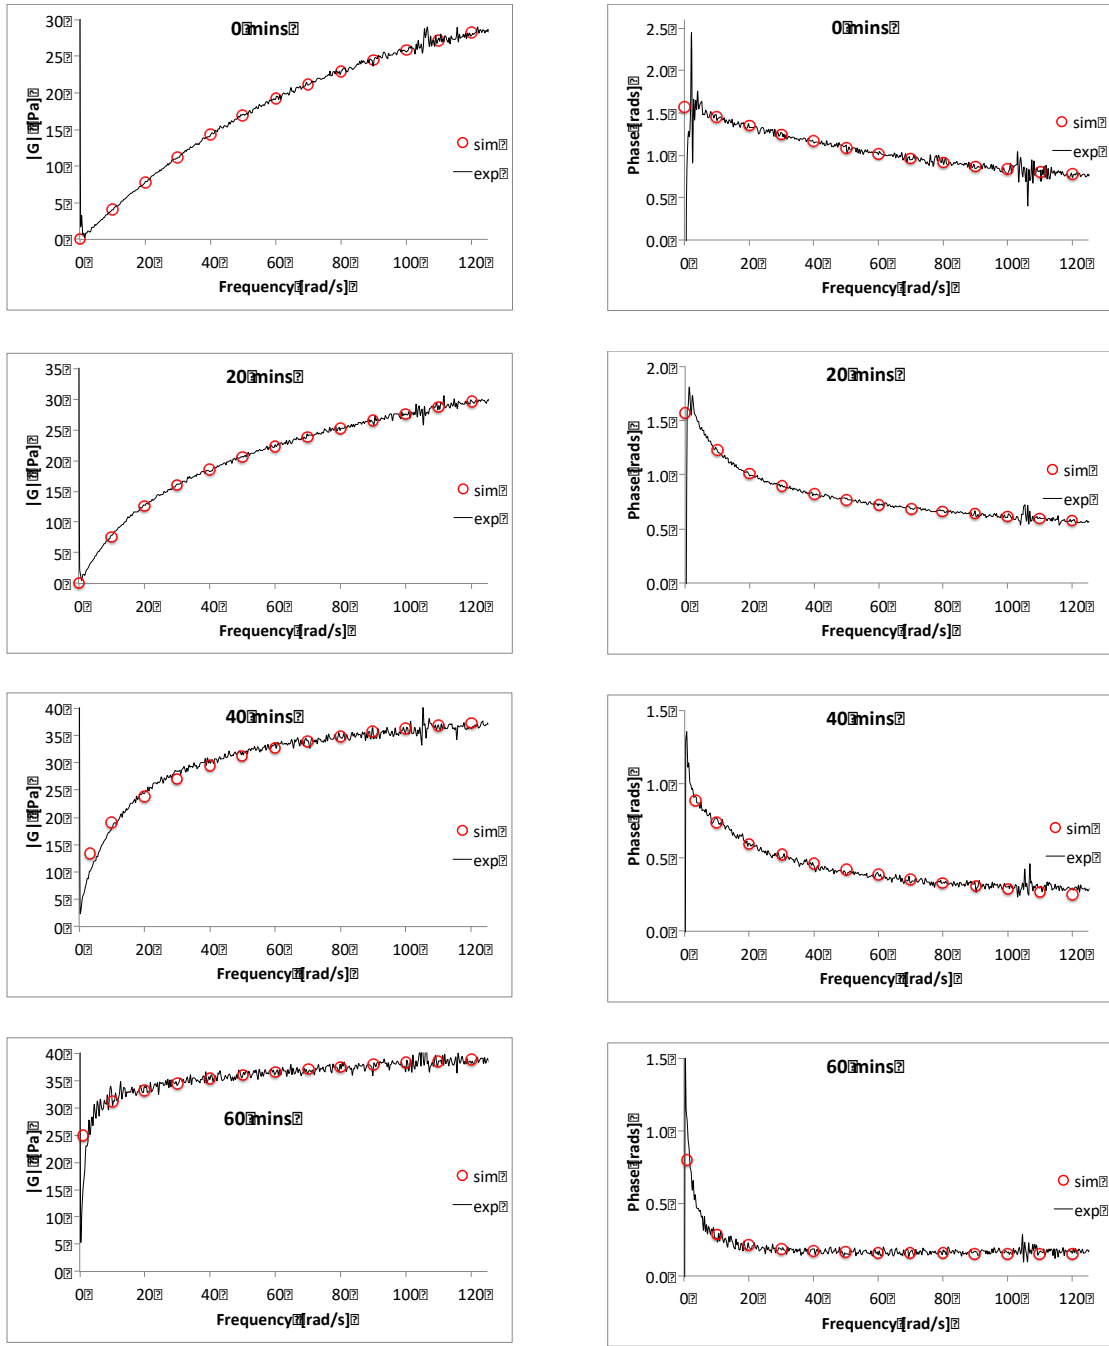 0⍰mins⍰
30⍰
25⍰
20⍰
15⍰
10⍰
5⍰
0⍰
|G|⍰[Pa]⍰
0⍰ 20⍰ 40⍰ 60⍰ 80⍰ 100⍰ 120⍰
Frequency⍰[rad/s]⍰
sim⍰
exp⍰
0⍰mins⍰
2.5⍰
2.0⍰
1.5⍰
1.0⍰
0.5⍰
0.0⍰
Phase⍰[rads]⍰
0⍰ 20⍰ 40⍰ 60⍰ 80⍰ 100⍰ 120⍰
Frequency⍰[rad/s]⍰
sim⍰
exp⍰
20⍰mins⍰
35⍰
30⍰
25⍰
20⍰
15⍰
10⍰
5⍰
0⍰
|G|⍰[Pa]⍰
0⍰ 20⍰ 40⍰ 60⍰ 80⍰ 100⍰ 120⍰
Frequency⍰[rad/s]⍰
sim⍰
exp⍰
20⍰mins⍰
2.0⍰
1.5⍰
1.0⍰
0.5⍰
0.0⍰
Phase⍰[rads]⍰
0⍰ 20⍰ 40⍰ 60⍰ 80⍰ 100⍰ 120⍰
Frequency⍰[rad/s]⍰
sim⍰
exp⍰
40⍰mins⍰
40⍰
35⍰
30⍰
25⍰
20⍰
15⍰
10⍰
5⍰
0⍰
|G|⍰[Pa]⍰
0⍰ 20⍰ 40⍰ 60⍰ 80⍰ 100⍰ 120⍰
Frequency⍰[rad/s]⍰
sim⍰
exp⍰
40⍰mins⍰
1.5⍰
1.0⍰
0.5⍰
0.0⍰
Phase⍰[rads]⍰
0⍰ 20⍰ 40⍰ 60⍰ 80⍰ 100⍰ 120⍰
Frequency⍰[rad/s]⍰
sim⍰
exp⍰
60⍰mins⍰
40⍰
35⍰
30⍰
25⍰
20⍰
15⍰
10⍰
5⍰
0⍰
|G|⍰[Pa]⍰
0⍰ 20⍰ 40⍰ 60⍰ 80⍰ 100⍰ 120⍰
Frequency⍰[rad/s]⍰
sim⍰
exp⍰
60⍰mins⍰
1.5⍰
1.0⍰
0.5⍰
0.0⍰
Phase⍰[rads]⍰
0⍰ 20⍰ 40⍰ 60⍰ 80⍰ 100⍰ 120⍰
Frequency⍰[rad/s]⍰
sim⍰
exp⍰